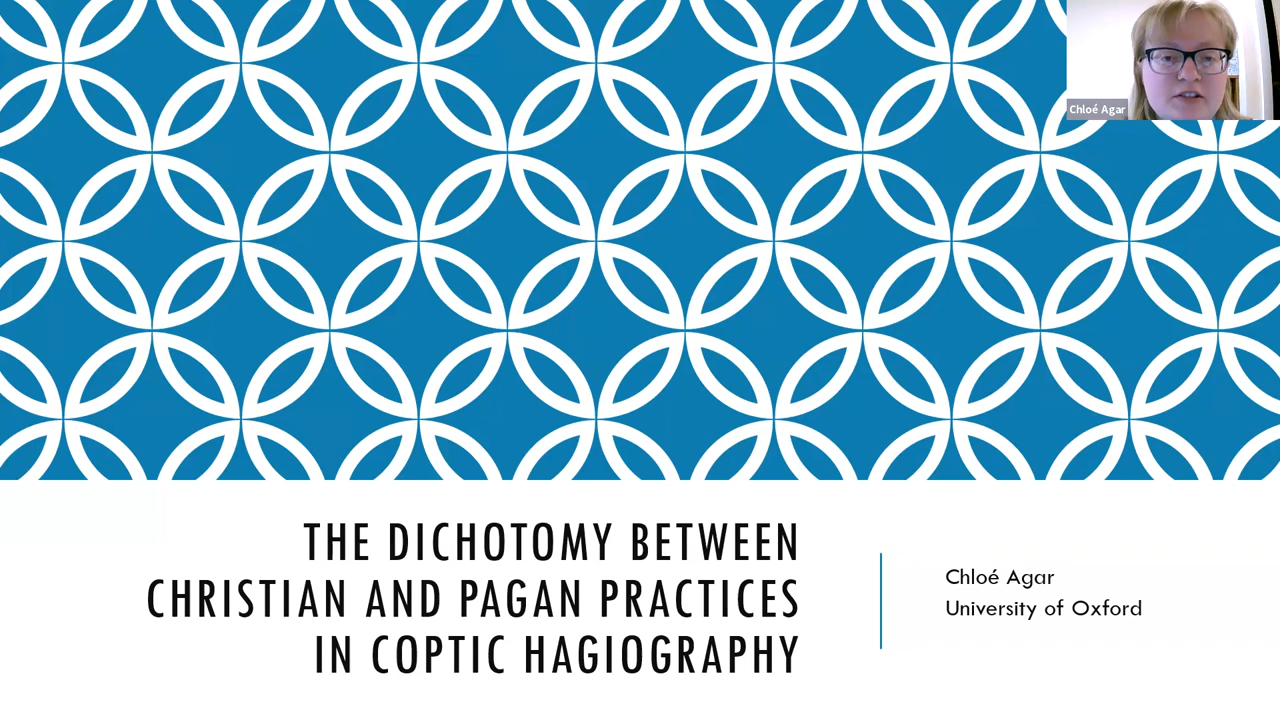 Chloé Agar
THE DICHOTOMY BETWEEN
CHRISTIAN AND PAGAN PRACTICES
IN COPTIC HAGIOGRAPHY
Chloé Agar
University of Oxford